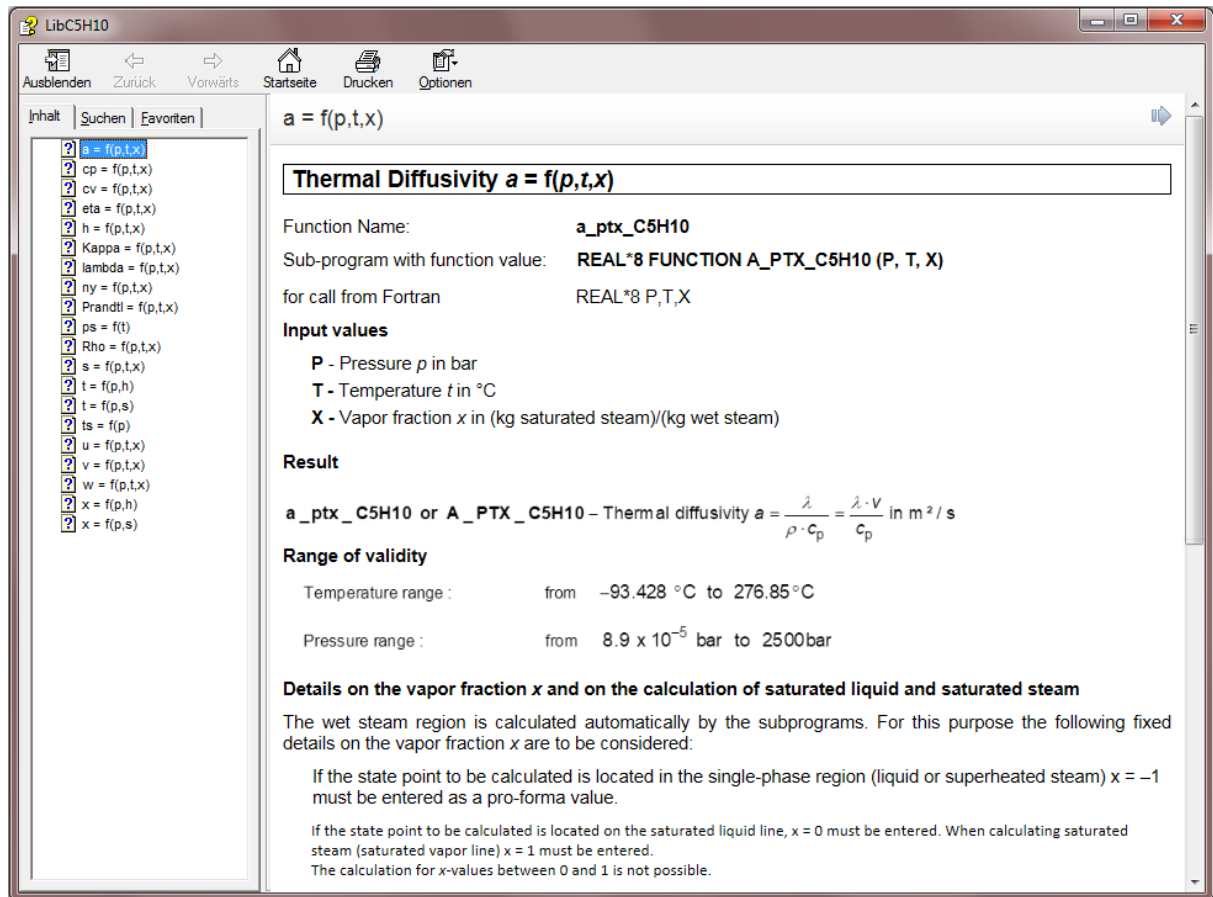 LibC5H10
Ausblenden Zurück Vorwärts Startseite Drucken Optionen
Inhalt Suchen Favoriten
a = f(p,t,x)
cp = f(p,t,x)
cv = f(p,t,x)
eta = f(p,t,x)
h = f(p,t,x)
Kappa = f(p,t,x)
lambda = f(p,t,x)
ny = f(p,t,x)
Prandtl = f(p,t,x)
ps = f(t)
Rho = f(p,t,x)
s = f(p,t,x)
t = f(p,h)
t = f(p,s)
ts = f(p)
u = f(p,t,x)
v = f(p,t,x)
w = f(p,t,x)
x = f(p,h)
x = f(p,s)
a = f(p,t,x)
Thermal Diffusivity a = f(p,t,x)
Function Name: a_ptx_C5H10
Sub-program with function value: REAL*8 FUNCTION A_PTX_C5H10 (P, T, X)
for call from Fortran REAL*8 P,T,X
Input values
P - Pressure p in bar
T - Temperature t in °C
X - Vapor fraction x in (kg saturated steam)/(kg wet steam)
Result
a_ptx_C5H10 or A_PTX_C5H10 – Thermal diffusivity a = λ / (ρ · cp) = λ · v / cp in m² / s
Range of validity
Temperature range : from –93.428 °C to 276.85°C
Pressure range : from 8.9 x 10⁻⁵ bar to 2500bar
Details on the vapor fraction x and on the calculation of saturated liquid and saturated steam
The wet steam region is calculated automatically by the subprograms. For this purpose the following fixed
details on the vapor fraction x are to be considered:
If the state point to be calculated is located in the single-phase region (liquid or superheated steam) x = –1
must be entered as a pro-forma value.
If the state point to be calculated is located on the saturated liquid line, x = 0 must be entered. When calculating saturated
steam (saturated vapor line) x = 1 must be entered.
The calculation for x-values between 0 and 1 is not possible.